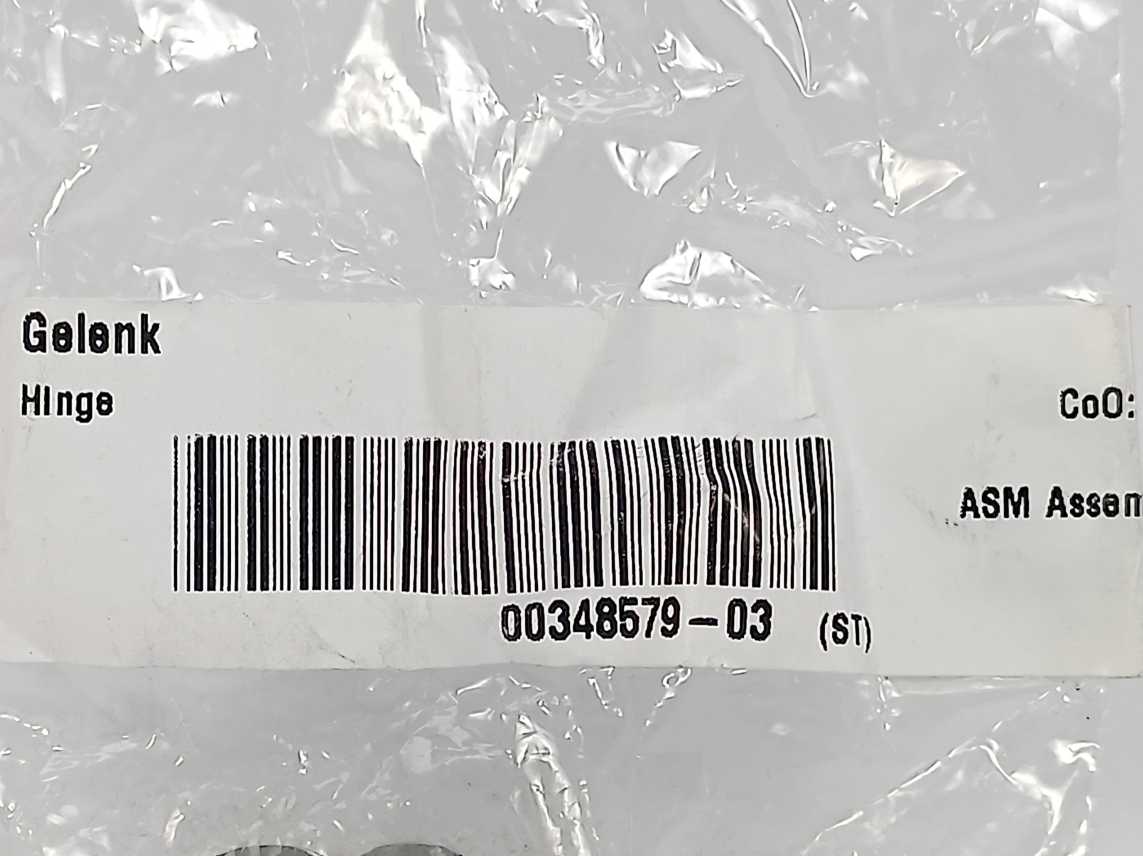 Gelenk
Hinge
CoO:
ASM Assem
00348579-03 (ST)